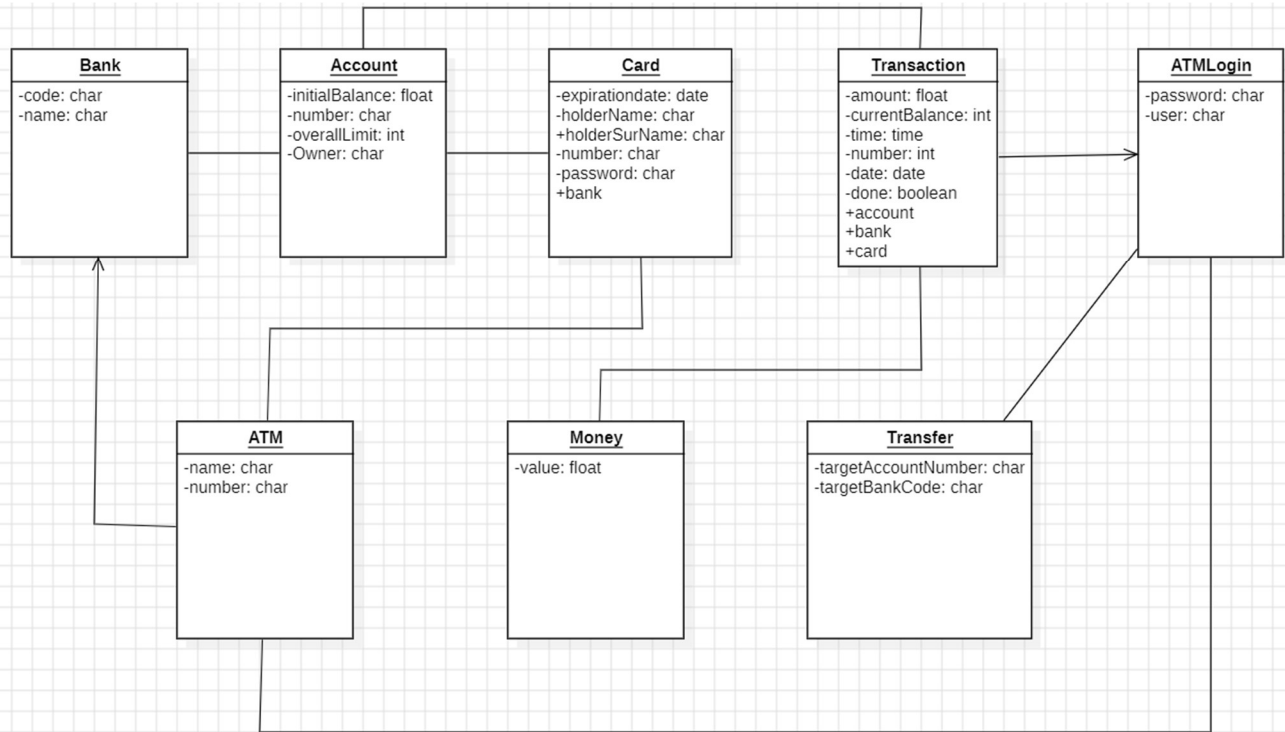 Bank
-code: char
-name: char
Account
-initialBalance: float
-number: char
-overallLimit: int
-Owner: char
Card
-expirationdate: date
-holderName: char
+holderSurName: char
-number: char
-password: char
+bank
Transaction
-amount: float
-currentBalance: int
-time: time
-number: int
-date: date
-done: boolean
+account
+bank
+card
ATMLogin
-password: char
-user: char
ATM
-name: char
-number: char
Money
-value: float
Transfer
-targetAccountNumber: char
-targetBankCode: char